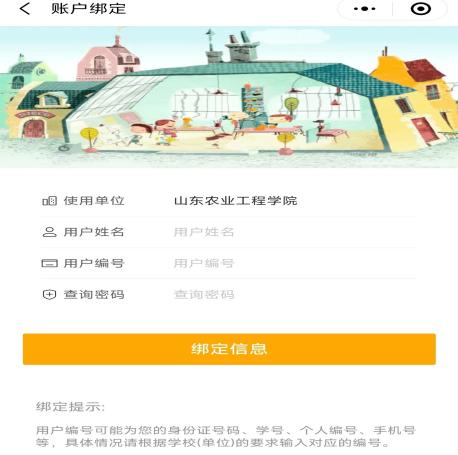 账户绑定
使用单位 山东农业工程学院
用户姓名 用户姓名
用户编号 用户编号
查询密码 查询密码
绑定信息
绑定提示:
用户编号可能为您的身份证号码、学号、个人编号、手机号
等，具体情况请根据学校(单位)的要求输入对应的编号。